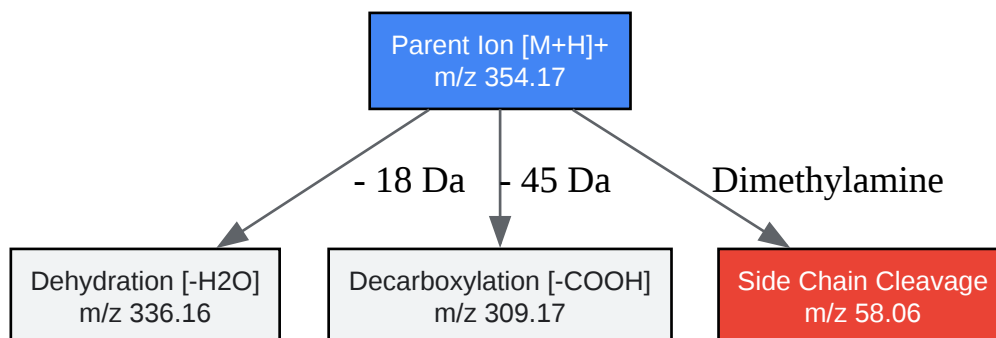 Parent Ion [M+H]+
m/z 354.17
- 18 Da
- 45 Da
Dimethylamine
Dehydration [-H2O]
m/z 336.16
Decarboxylation [-COOH]
m/z 309.17
Side Chain Cleavage
m/z 58.06